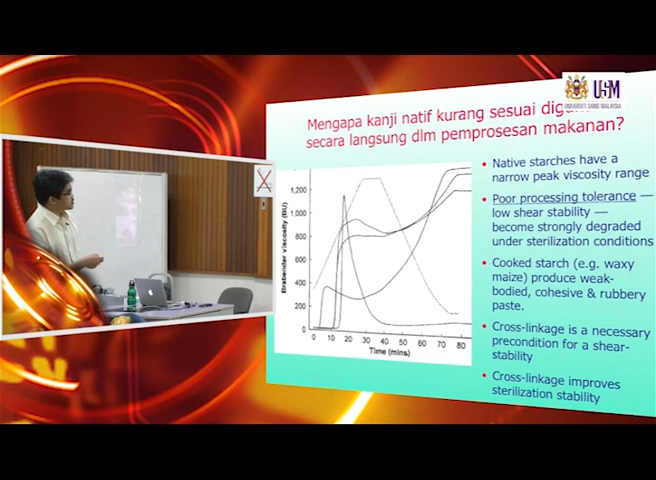 USM
UNIVERSITI SAINS MALAYSIA
Mengapa kanji natif kurang sesuai
secara langsung dlm pemprosesan makanan?
• Native starches have a
narrow peak viscosity range
• Poor processing tolerance —
low shear stability —
become strongly degraded
under sterilization conditions
• Cooked starch (e.g. waxy
maize) produce weak-
bodied, cohesive & rubbery
paste.
• Cross-linkage is a necessary
precondition for a shear-
stability
• Cross-linkage improves
sterilization stability
Brabender viscosity (BU)
1,200
1,000
800
600
400
200
0
0 10 20 30 40 50 60 70 80
Time (mins)